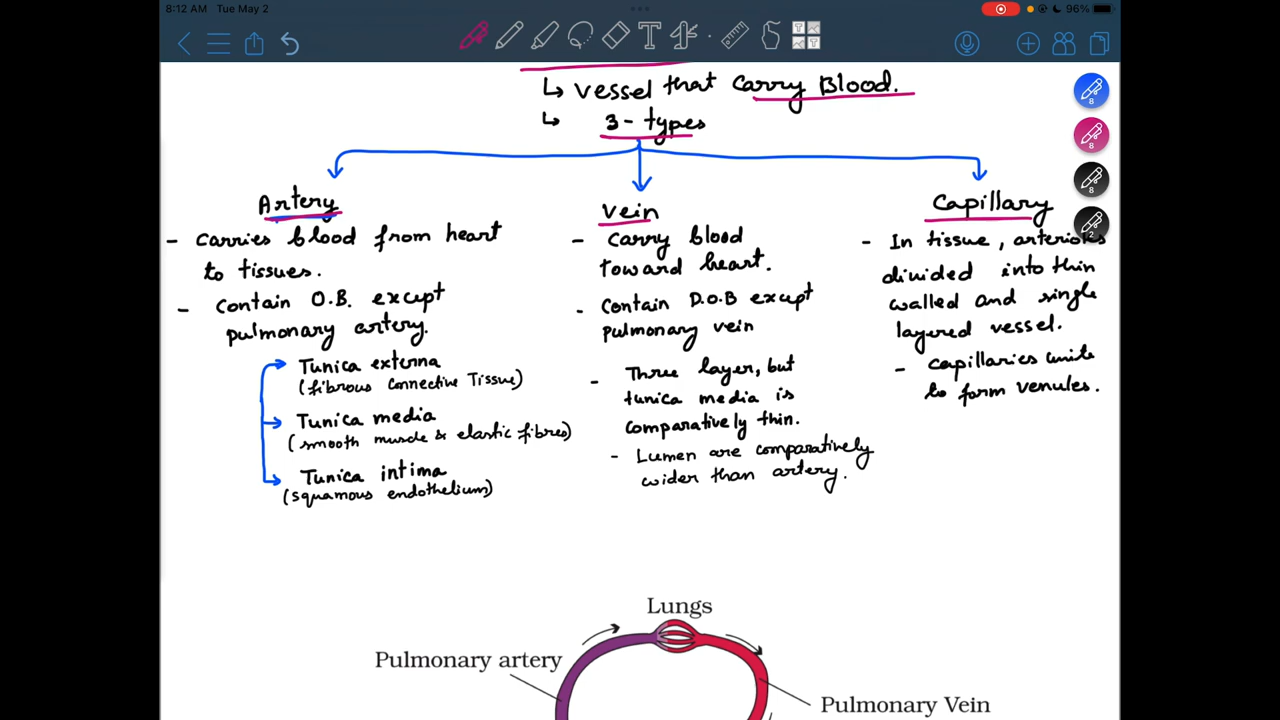 8:12 AM Tue May 2
96%
↳ vessel that carry Blood.
↳ 3- types
Artery
- carries blood from heart
to tissues.
- contain O.B. except
pulmonary artery.
Tunica externa
(fibrous connective Tissue)
Tunica media
(smooth muscle & elastic fibres)
Tunica intima
(squamous endothelium)
Vein
- carry blood
toward heart.
- contain D.O.B except
pulmonary vein
- Three layer, but
tunica media is
comparatively thin.
- Lumen are comparatively
wider than artery.
Capillary
- In tissue, arterioles
divided into thin
walled and single
layered vessel.
- capillaries unite
to form venules.
8
8
8
2
Lungs
Pulmonary artery
Pulmonary Vein